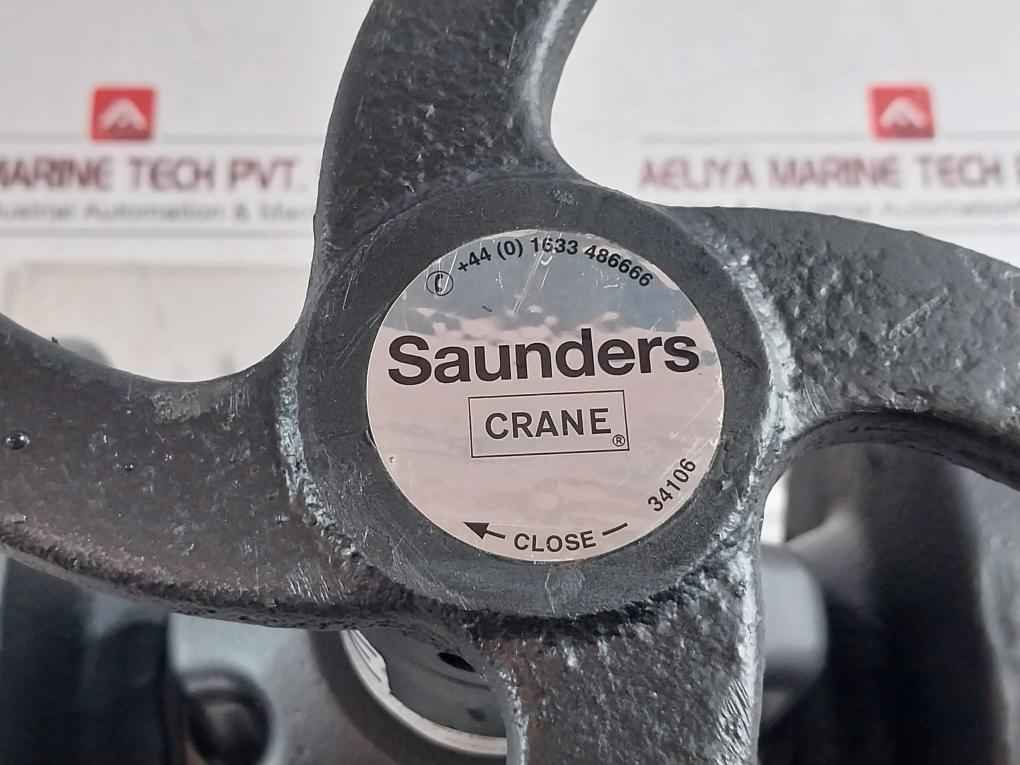 MARINE TECH PVT.
AELIYA MARINE TECH
+44 (0) 1633 486666
Saunders
CRANE®
34106
CLOSE